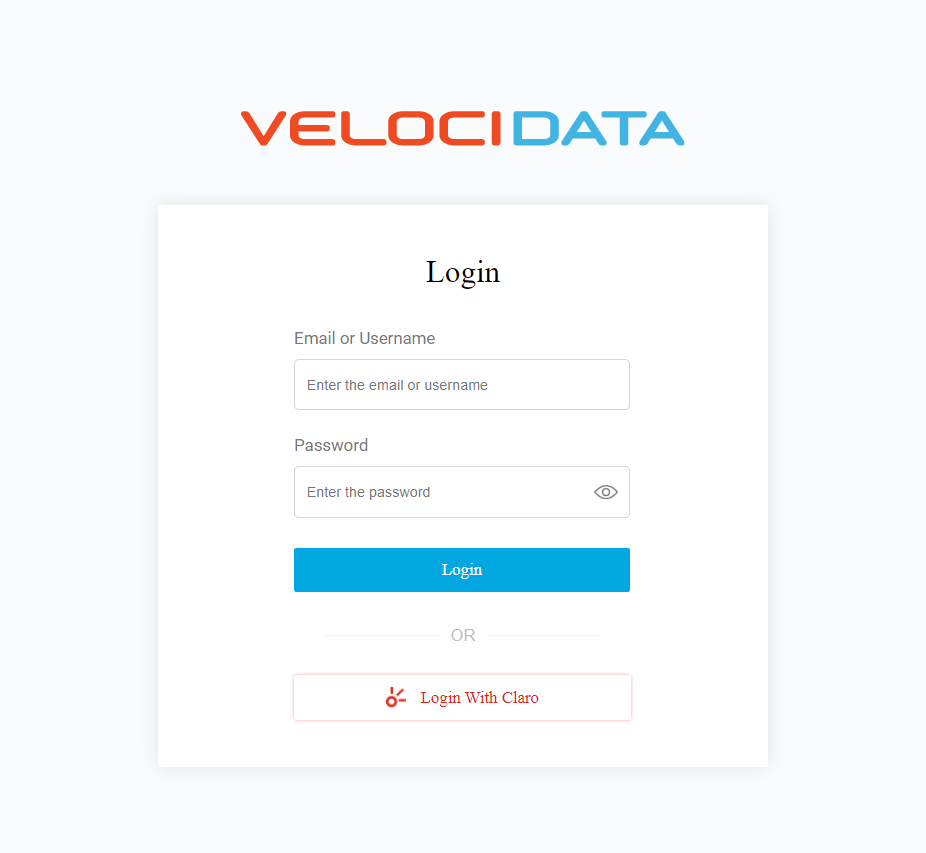 VELOCIDATA
Login
Email or Username
Enter the email or username
Password
Enter the password
Login
OR
Login With Claro